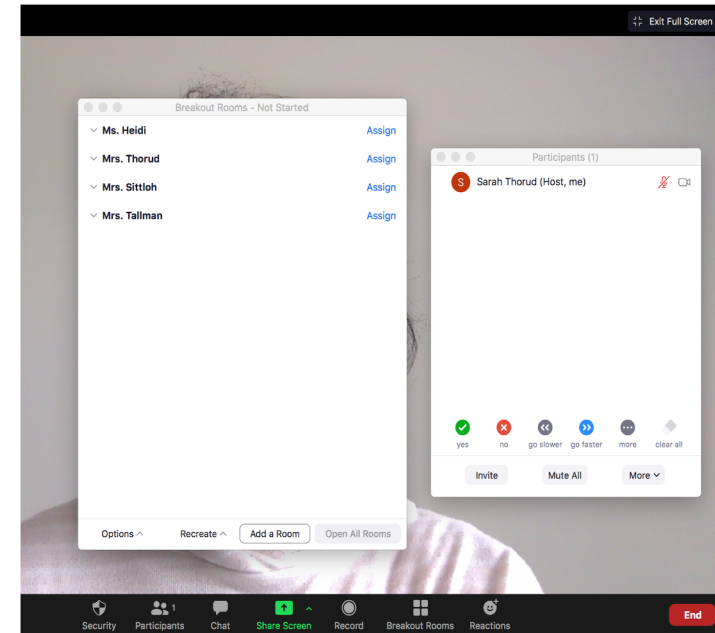 Exit Full Screen
Breakout Rooms - Not Started
Ms. Heidi Assign
Mrs. Thorud Assign
Mrs. Sittloh Assign
Mrs. Tallman Assign
Options Recreate Add a Room Open All Rooms
Participants (1)
S Sarah Thorud (Host, me)
yes no go slower go faster more clear all
Invite Mute All More
1
Security Participants Chat Share Screen Record Breakout Rooms Reactions End